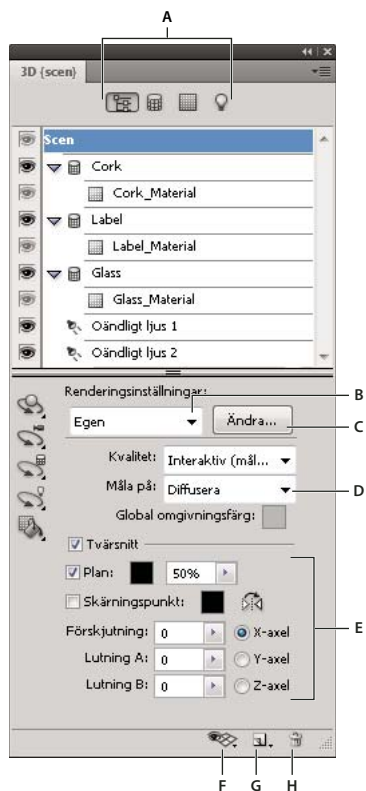 A
3D {scen}
Scen
Cork
Cork_Material
Label
Label_Material
Glass
Glass_Material
Oändligt ljus 1
Oändligt ljus 2
Renderingsinställningar:
B
Egen
Ändra...
C
Kvalitet: Interaktiv (mål...
Måla på: Diffusera
D
Global omgivningsfärg:
Tvärsnitt
Plan: 50%
Skärningspunkt:
E
Förskjutning: 0 X-axel
Lutning A: 0 Y-axel
Lutning B: 0 Z-axel
F G H